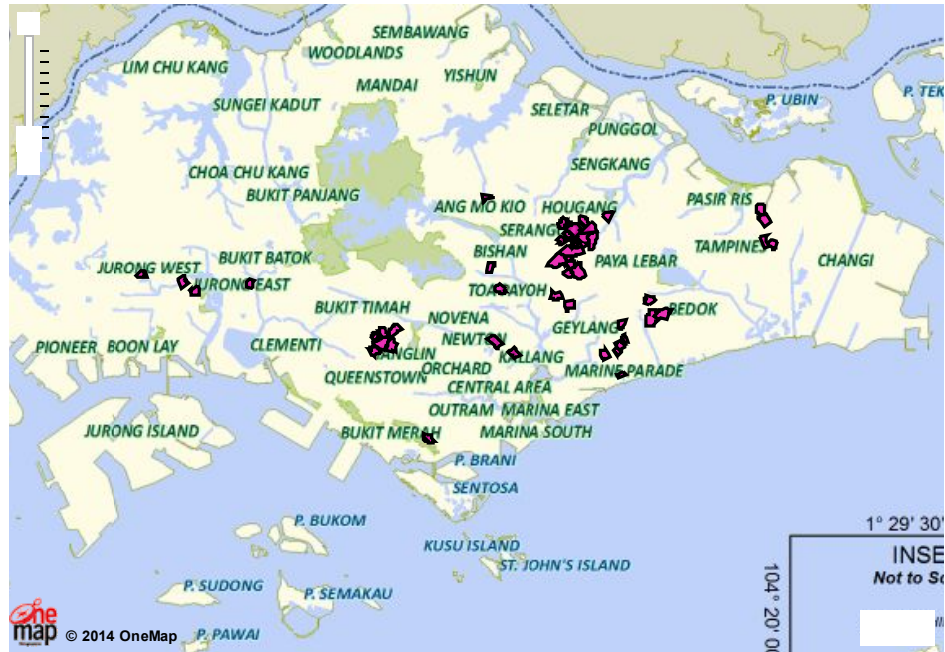 SEMBAWANG
WOODLANDS
LIM CHU KANG
YISHUN
MANDAI
P. UBIN
P. TEK
SUNGEI KADUT
SELETAR
PUNGGOL
SENGKANG
CHOA CHU KANG
BUKIT PANJANG
PASIR RIS
ANG MO KIO
HOUGANG
SERANG
TAMPINES
BISHAN
BUKIT BATOK
PAYA LEBAR
CHANGI
JURONG WEST
JURONG EAST
TOA PAYOH
BUKIT TIMAH
NOVENA
BEDOK
GEYLANG
NEWTON
PIONEER
BOON LAY
CLEMENTI
TANGLIN
KALLANG
ORCHARD
MARINE PARADE
QUEENSTOWN
CENTRAL AREA
OUTRAM
MARINA EAST
JURONG ISLAND
BUKIT MERAH
MARINA SOUTH
P. BRANI
SENTOSA
P. BUKOM
1° 29' 30'
KUSU ISLAND
INSE
ST. JOHN'S ISLAND
Not to Sc
104° 20' 00
P. SUDONG
P. SEMAKAU
One
map
© 2014 OneMap
P. PAWAI